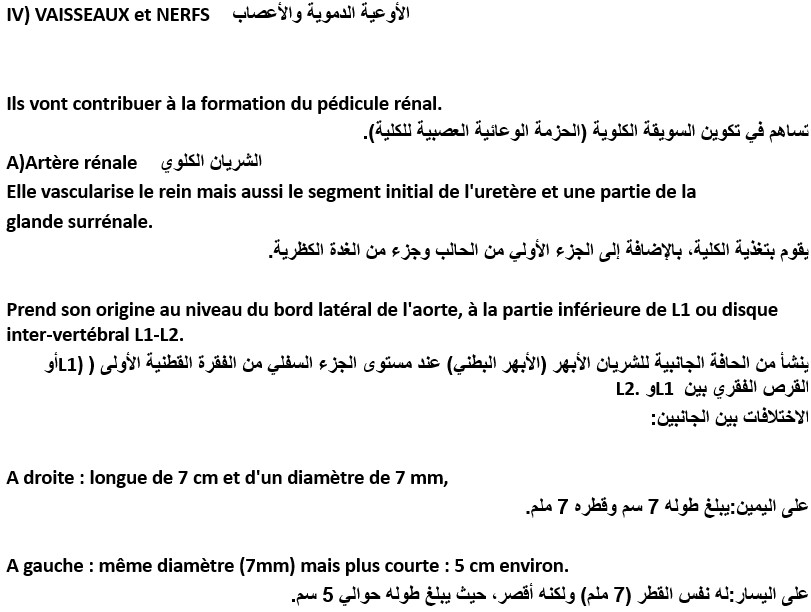 IV) VAISSEAUX et NERFS الأوعية الدموية والأعصاب
Ils vont contribuer à la formation du pédicule rénal.
تساهم في تكوين السويقة الكلوية (الحزمة الوعائية العصبية للكلية).
A)Artère rénale الشريان الكلوي
Elle vascularise le rein mais aussi le segment initial de l'uretère et une partie de la
glande surrénale.
يقوم بتغذية الكلية، بالإضافة إلى الجزء الأولي من الحالب وجزء من الغدة الكظرية.
Prend son origine au niveau du bord latéral de l'aorte, à la partie inférieure de L1 ou disque
inter-vertébral L1-L2.
ينشأ من الحافة الجانبية للشريان الأبهر (الأبهر البطني) عند مستوى الجزء السفلي من الفقرة القطنية الأولى ( (L1أو
القرص الفقري بين L1و L2.
الاختلافات بين الجانبين:
A droite : longue de 7 cm et d'un diamètre de 7 mm,
على اليمين:يبلغ طوله 7 سم وقطره 7 ملم.
A gauche : même diamètre (7mm) mais plus courte : 5 cm environ.
على اليسار:له نفس القطر (7 ملم) ولكنه أقصر، حيث يبلغ طوله حوالي 5 سم.